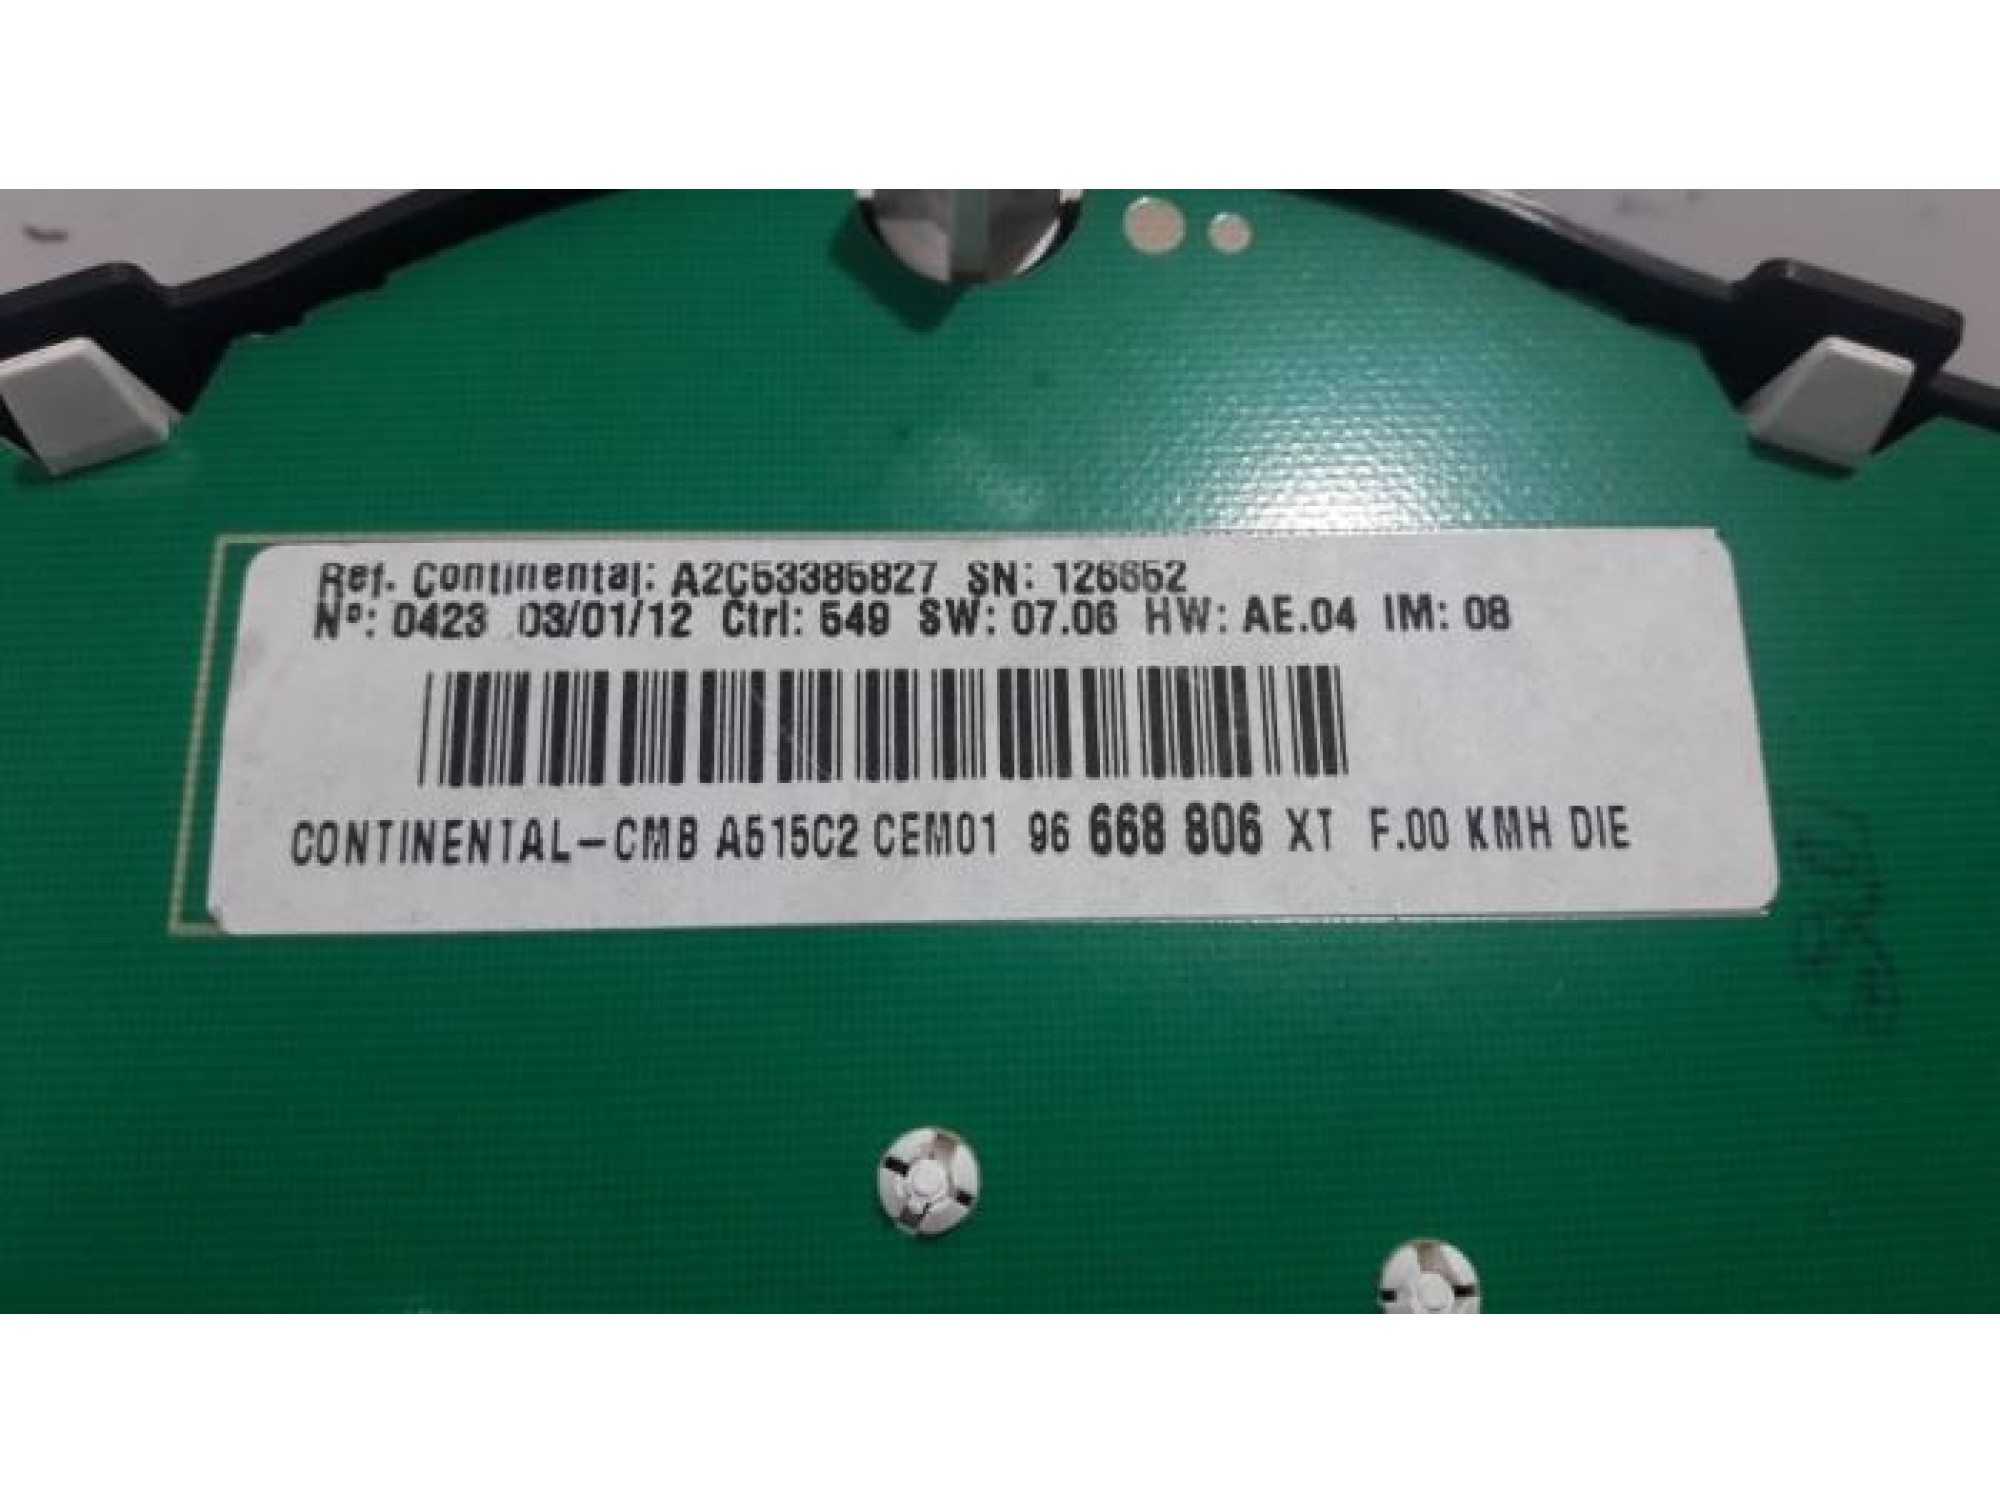 Ref. Continental: A2C53385827 SN: 126652
Nº: 0423 03/01/12 Ctrl: 549 SW: 07.06 HW: AE.04 IM: 08
CONTINENTAL-CMB A515C2 CEM01 96 668 806 XT F.00 KMH DIE